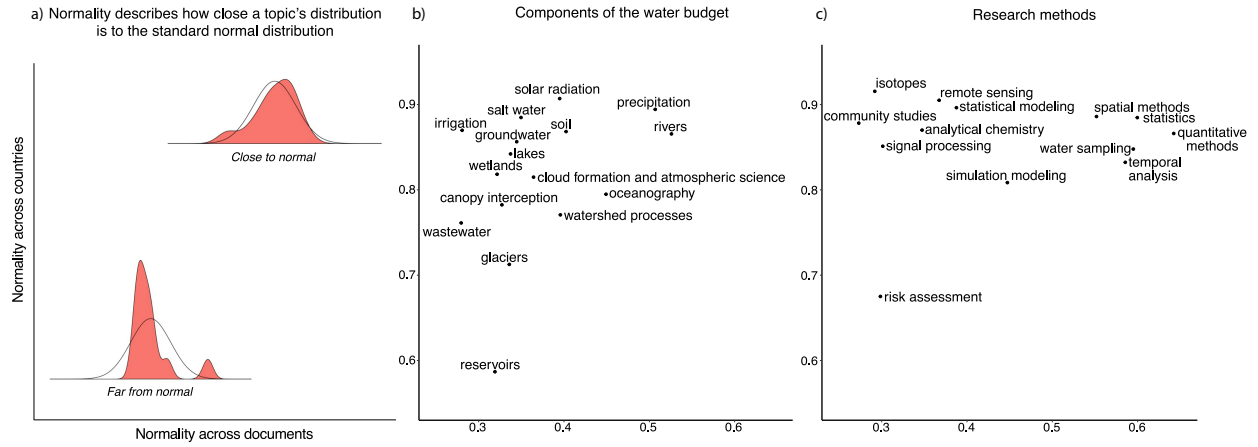 a) Normality describes how close a topic's distribution
is to the standard normal distribution
Normality across countries
Close to normal
Far from normal
Normality across documents
b) Components of the water budget
0.9
0.8
0.7
0.6
solar radiation
precipitation
salt water
irrigation
soil
rivers
groundwater
lakes
wetlands
cloud formation and atmospheric science
canopy interception
oceanography
watershed processes
wastewater
glaciers
reservoirs
0.3 0.4 0.5 0.6
c) Research methods
0.9
0.8
0.7
0.6
isotopes
remote sensing
statistical modeling
spatial methods
community studies
statistics
analytical chemistry
quantitative
methods
signal processing
water sampling
temporal
analysis
simulation modeling
risk assessment
0.3 0.4 0.5 0.6